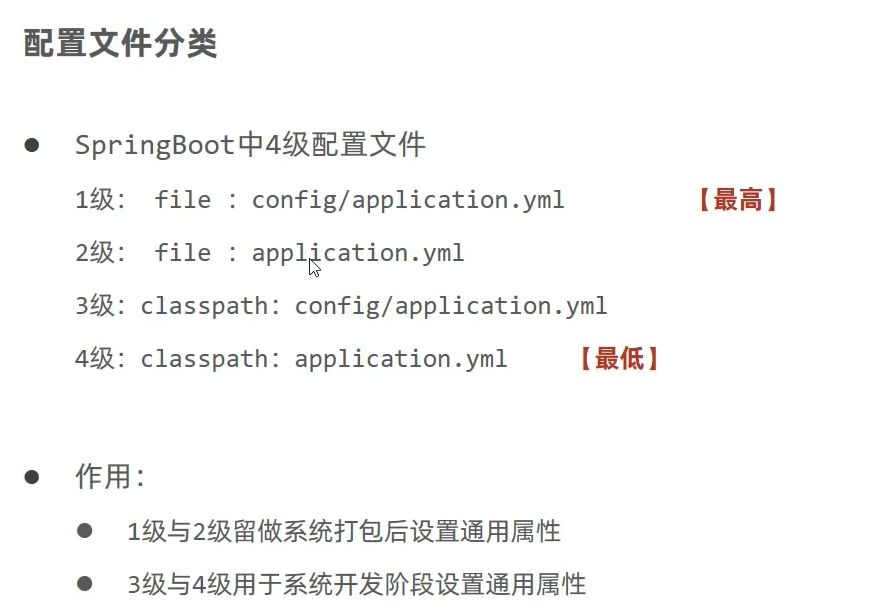 配置文件分类
● SpringBoot中4级配置文件
1级： file ：config/application.yml 【最高】
2级： file ：application.yml
3级：classpath：config/application.yml
4级：classpath：application.yml 【最低】
● 作用：
● 1级与2级留做系统打包后设置通用属性
● 3级与4级用于系统开发阶段设置通用属性